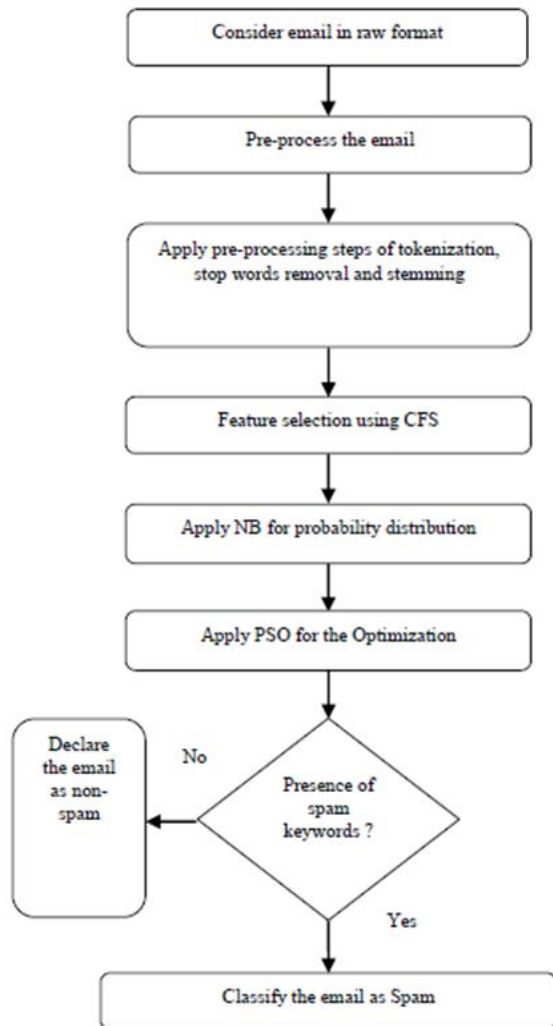 Consider email in raw format
Pre-process the email
Apply pre-processing steps of tokenization,
stop words removal and stemming
Feature selection using CFS
Apply NB for probability distribution
Apply PSO for the Optimization
Presence of
spam
keywords ?
No
Declare
the email
as non-
spam
Yes
Classify the email as Spam